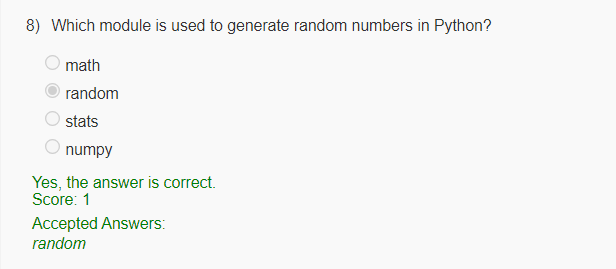 8) Which module is used to generate random numbers in Python?
math
random
stats
numpy
Yes, the answer is correct.
Score: 1
Accepted Answers:
random